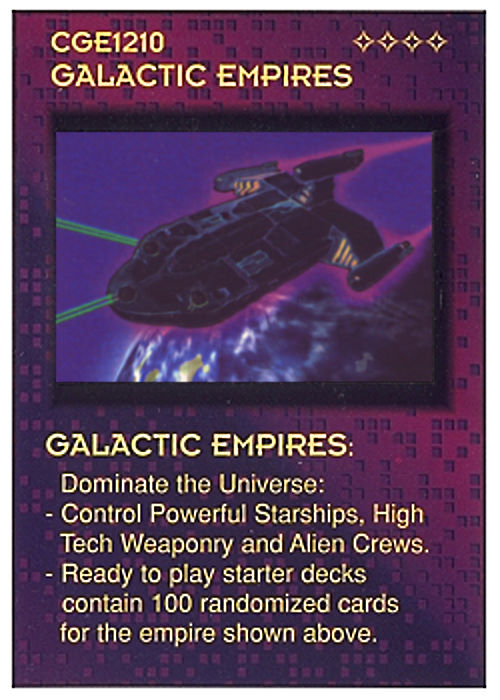 CGE1210
GALACTIC EMPIRES
GALACTIC EMPIRES:
Dominate the Universe:
- Control Powerful Starships, High
Tech Weaponry and Alien Crews.
- Ready to play starter decks
contain 100 randomized cards
for the empire shown above.